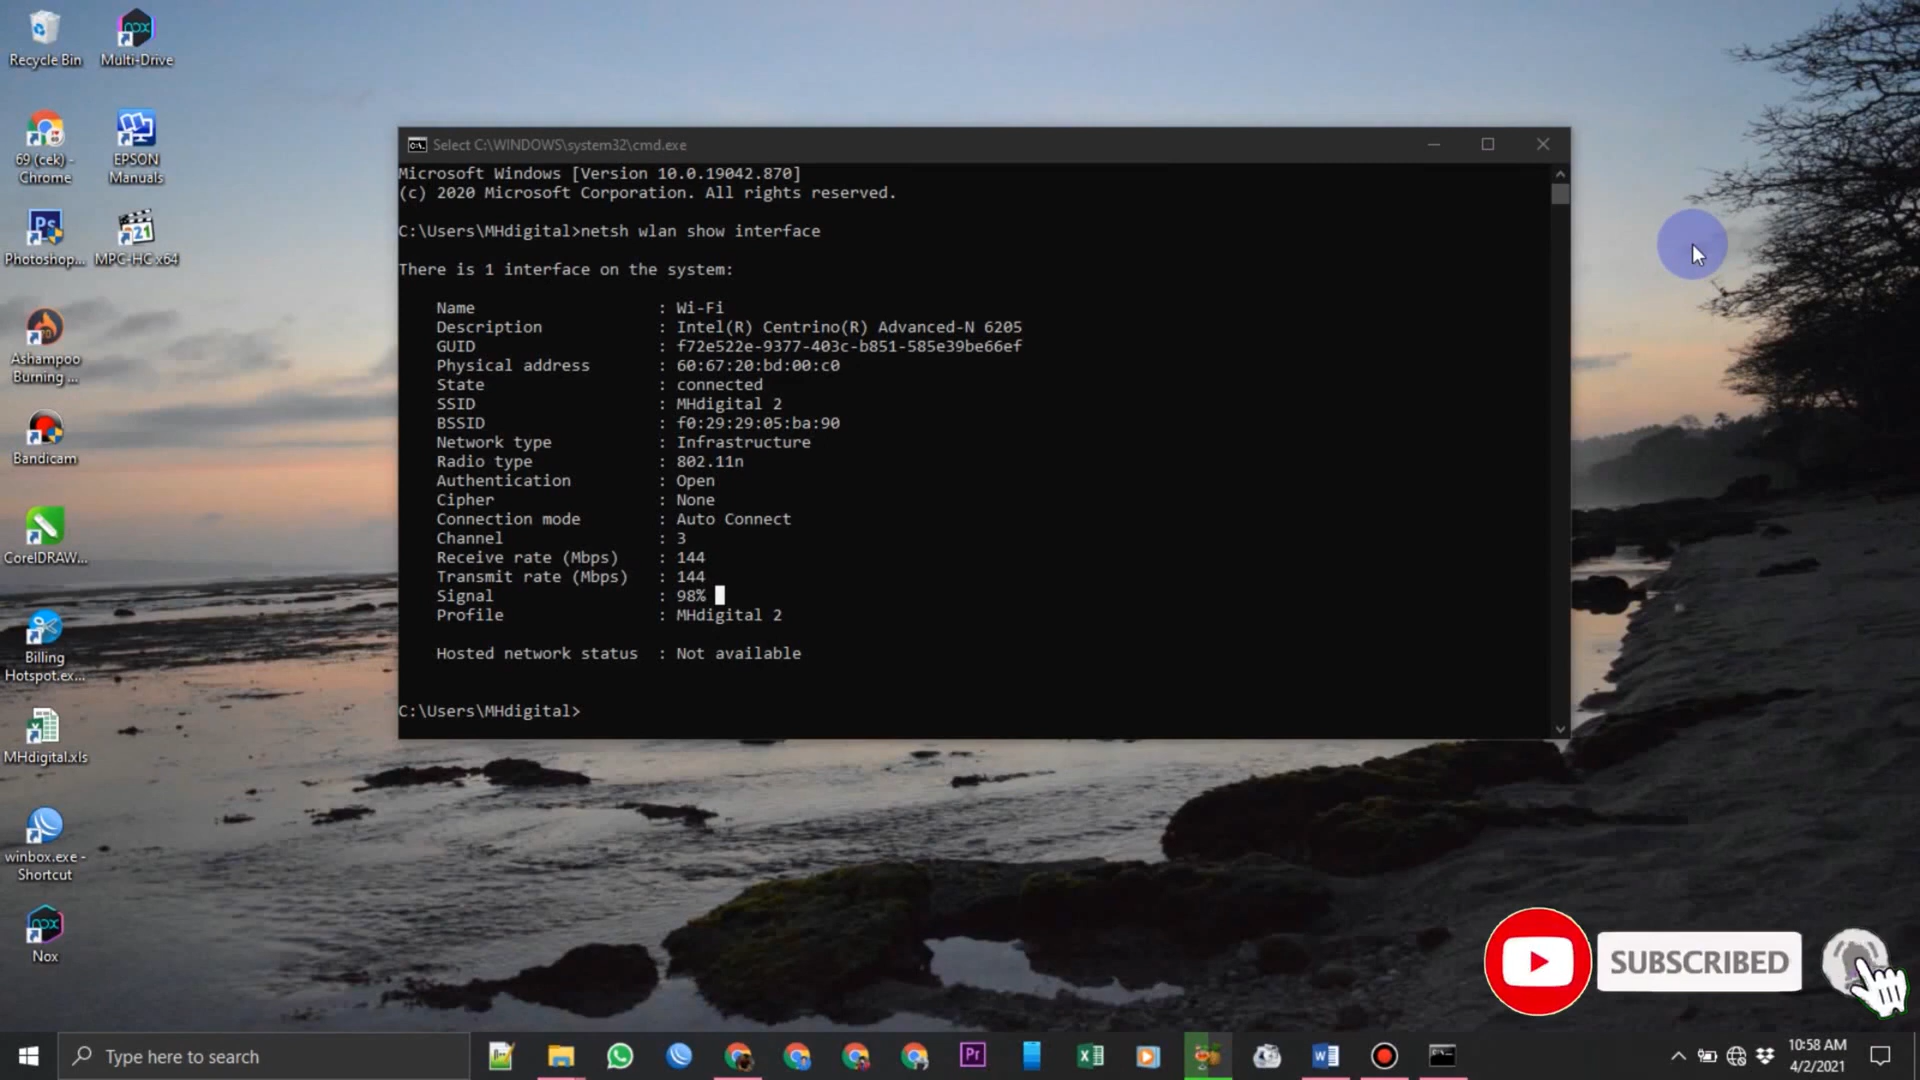 Recycle Bin
Multi-Drive
69 (cek) -
Chrome
EPSON
Manuals
Photoshop...
MPC-HC x64
Ashampoo
Burning ...
Bandicam
CorelDRAW...
Billing
Hotspot.ex...
MHdigital.xls
winbox.exe -
Shortcut
Nox
Select C:\WINDOWS\system32\cmd.exe
Microsoft Windows [Version 10.0.19042.870]
(c) 2020 Microsoft Corporation. All rights reserved.
C:\Users\MHdigital>netsh wlan show interface
There is 1 interface on the system:
Name : Wi-Fi
Description : Intel(R) Centrino(R) Advanced-N 6205
GUID : f72e522e-9377-403c-b851-585e39be66ef
Physical address : 60:67:20:bd:00:c0
State : connected
SSID : MHdigital 2
BSSID : f0:29:29:05:ba:90
Network type : Infrastructure
Radio type : 802.11n
Authentication : Open
Cipher : None
Connection mode : Auto Connect
Channel : 3
Receive rate (Mbps) : 144
Transmit rate (Mbps) : 144
Signal : 98%
Profile : MHdigital 2
Hosted network status : Not available
C:\Users\MHdigital>
SUBSCRIBED
Type here to search
10:58 AM
4/2/2021